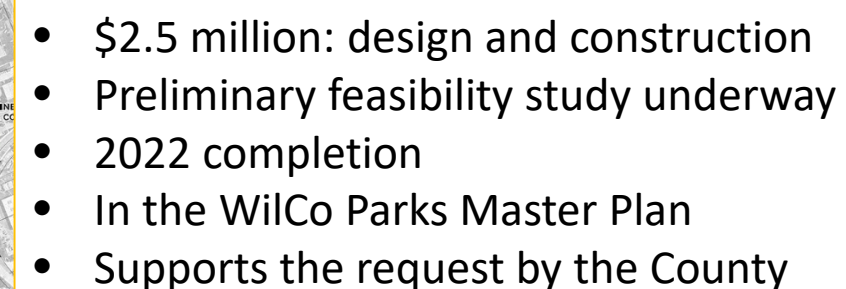 • $2.5 million: design and construction
• Preliminary feasibility study underway
• 2022 completion
• In the WilCo Parks Master Plan
• Supports the request by the County